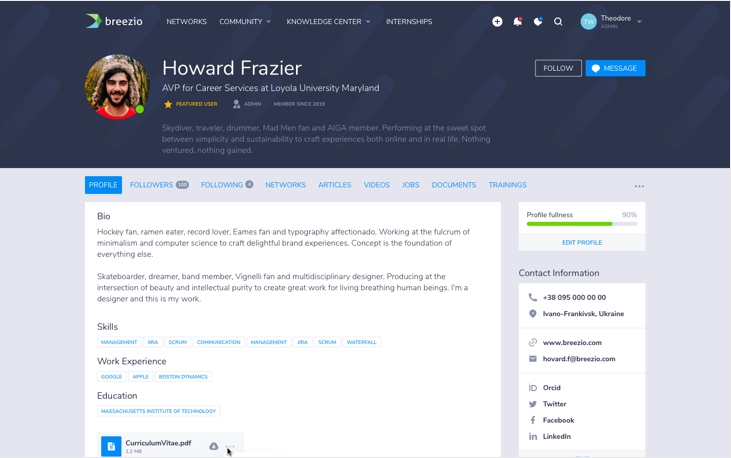 breezio
NETWORKS COMMUNITY KNOWLEDGE CENTER INTERNSHIPS
TW Theodore
ADMIN
Howard Frazier
AVP for Career Services at Loyola University Maryland
FOLLOW MESSAGE
FEATURED USER ADMIN MEMBER SINCE 2019
Skydiver, traveler, drummer, Mad Men fan and AIGA member. Performing at the sweet spot
between simplicity and sustainability to craft experiences both online and in real life. Nothing
ventured, nothing gained.
PROFILE FOLLOWERS 100 FOLLOWING 4 NETWORKS ARTICLES VIDEOS JOBS DOCUMENTS TRAININGS
Bio
Hockey fan, ramen eater, record lover, Eames fan and typography affectionado. Working at the fulcrum of
minimalism and computer science to craft delightful brand experiences. Concept is the foundation of
everything else.
Skateboarder, dreamer, band member, Vignelli fan and multidisciplinary designer. Producing at the
intersection of beauty and intellectual purity to create great work for living breathing human beings. I'm a
designer and this is my work.
Skills
MANAGEMENT JIRA SCRUM COMMUNICATION MANAGEMENT JIRA SCRUM WATERFALL
Work Experience
GOOGLE APPLE BOSTON DYNAMICS
Education
MASSACHUSETTS INSTITUTE OF TECHNOLOGY
CurriculumVitae.pdf
1.2 MB
Profile fullness 90%
EDIT PROFILE
Contact Information
+38 095 000 00 00
Ivano-Frankivsk, Ukraine
www.breezio.com
hovard.f@breezio.com
iD Orcid
Twitter
Facebook
LinkedIn